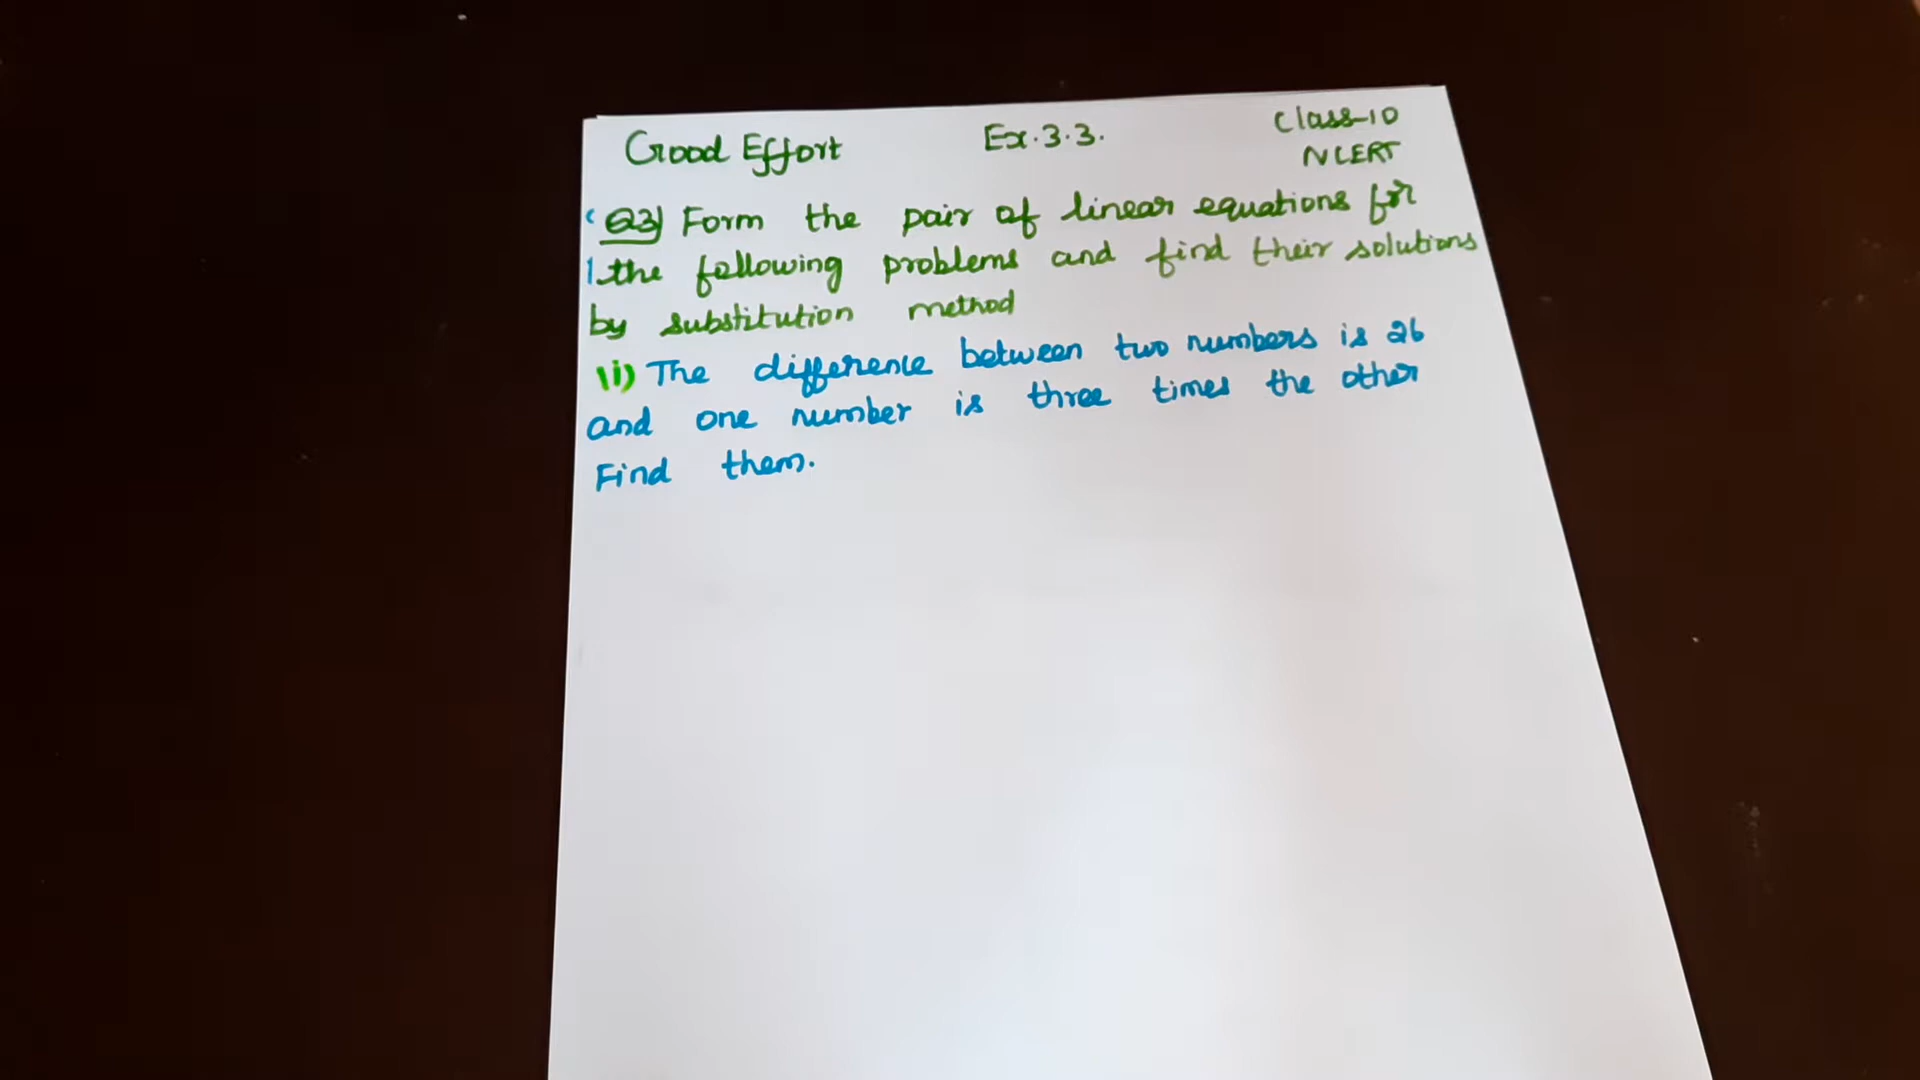 Good Effort Ex.3.3. Class-10
NCERT
Q3) Form the pair of linear equations for
the following problems and find their solutions
by substitution method
(i) The difference between two numbers is 26
and one number is three times the other
Find them.